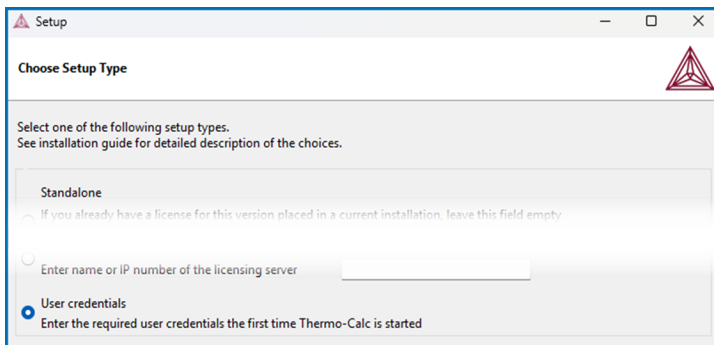 Setup
Choose Setup Type
Select one of the following setup types.
See installation guide for detailed description of the choices.
Standalone
If you already have a license for this version placed in a current installation, leave this field empty
Enter name or IP number of the licensing server
User credentials
Enter the required user credentials the first time Thermo-Calc is started